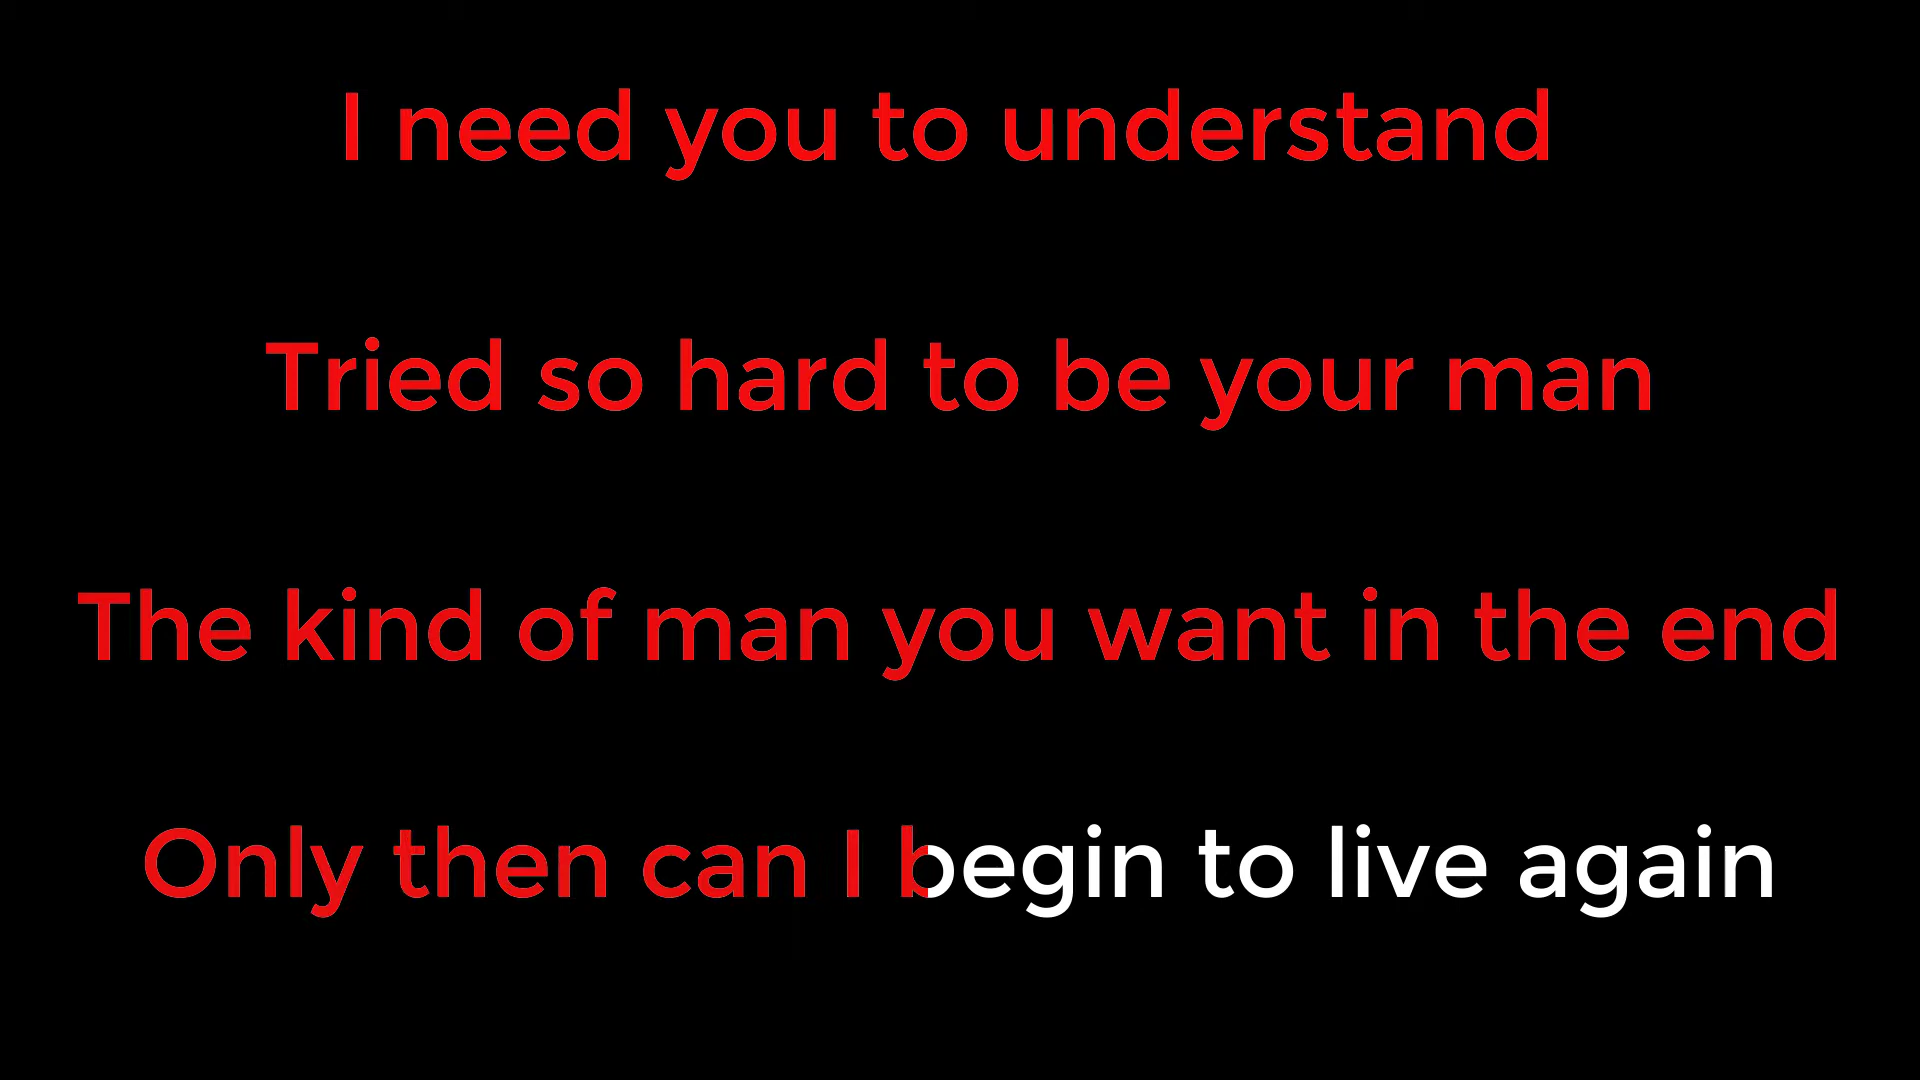 I need you to understand
Tried so hard to be your man
The kind of man you want in the end
Only then can I begin to live again